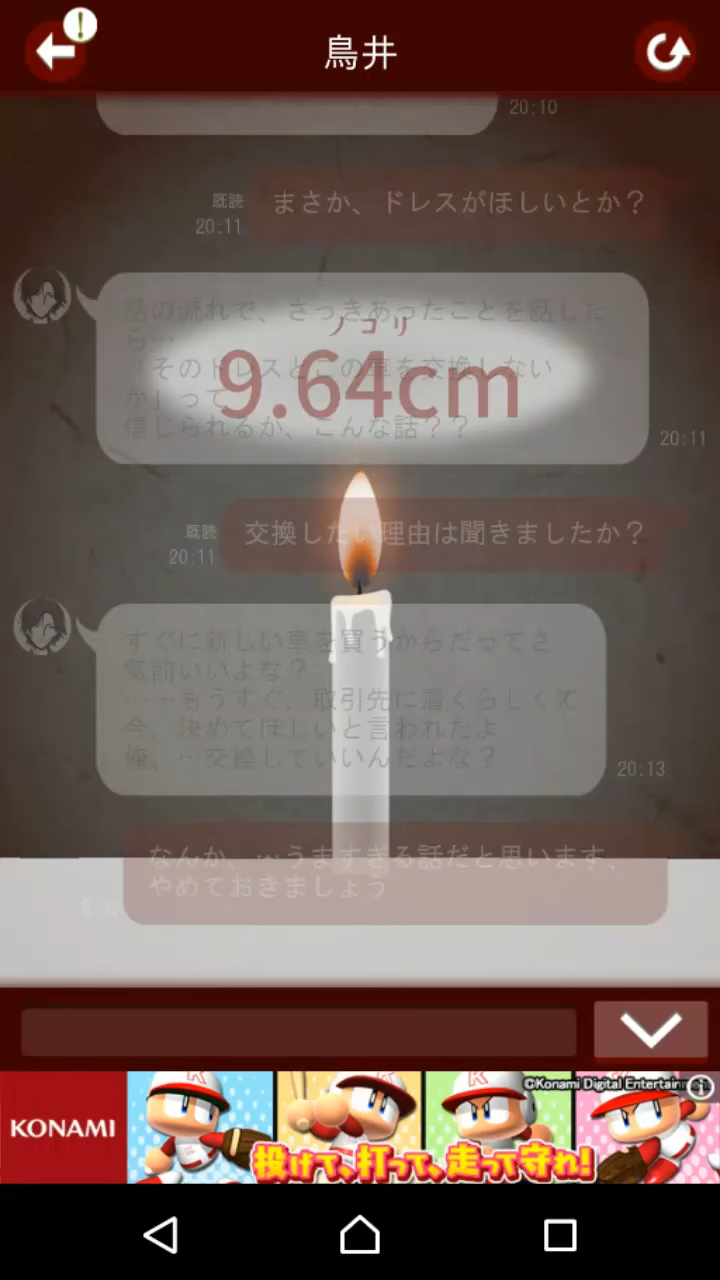 鳥井
20:10
既読
20:11
まさか、ドレスがほしいとか？
話の流れで、さっきあったことを話した
ら…
「そのドレスとこの車を交換しない
か」って
信じられるか、こんな話？？
20:11
ノコリ
9.64cm
既読
20:11
交換したい理由は聞きましたか？
すぐに新しい車を買うからだってさ
気前いいよな？
……もうすぐ、取引先に着くらしくて
今、決めてほしいと言われたよ
俺、…交換していいんだよな？
20:13
なんか、…うますぎる話だと思います、
やめておきましょう
KONAMI
©Konami Digital Entertainment
投げて、打って、走って守れ！